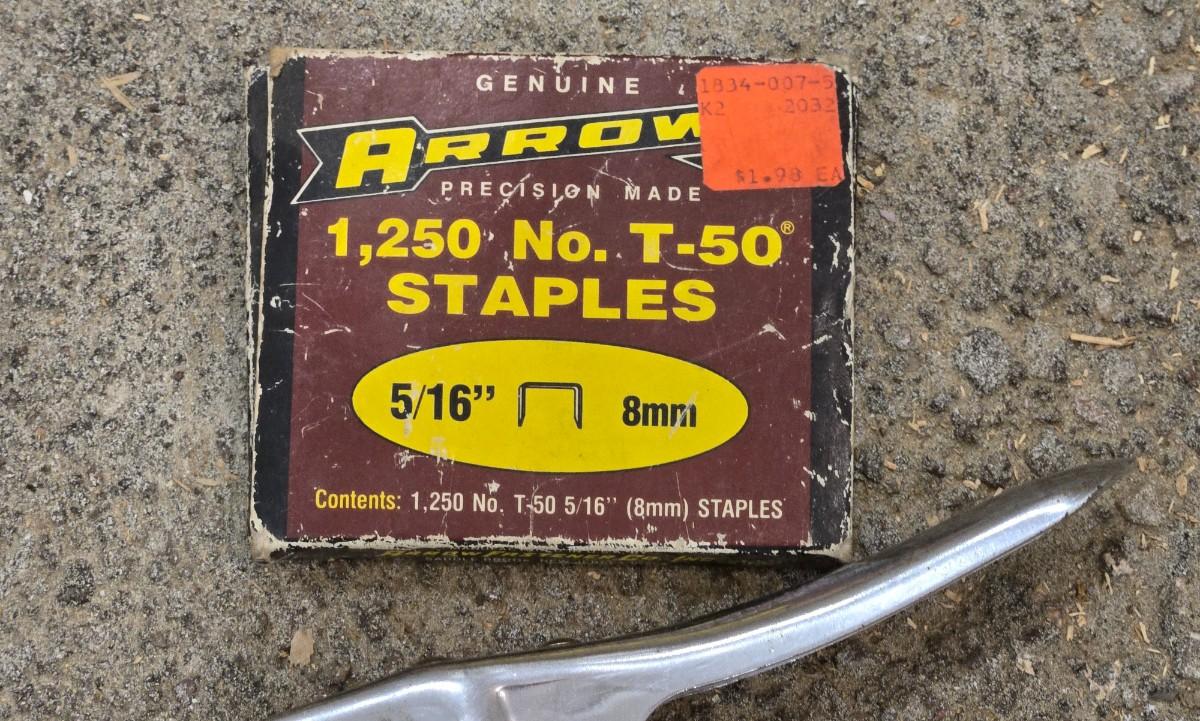 GENUINE
1834-007-5
K2 2032
ARROW
$1.98 EA
PRECISION MADE
1,250 No. T-50®
STAPLES
5/16” 8mm
Contents: 1,250 No. T-50 5/16” (8mm) STAPLES